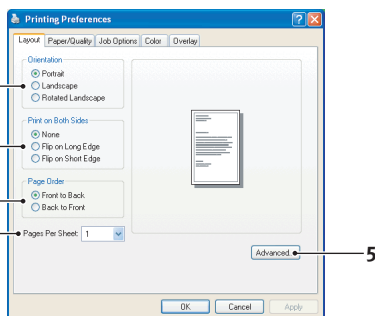 Printing Preferences
Layout Paper/Quality Job Options Color Overlay
Orientation
Portrait
Landscape
Rotated Landscape
Print on Both Sides
None
Flip on Long Edge
Flip on Short Edge
Page Order
Front to Back
Back to Front
Pages Per Sheet: 1
Advanced...
5
OK Cancel Apply